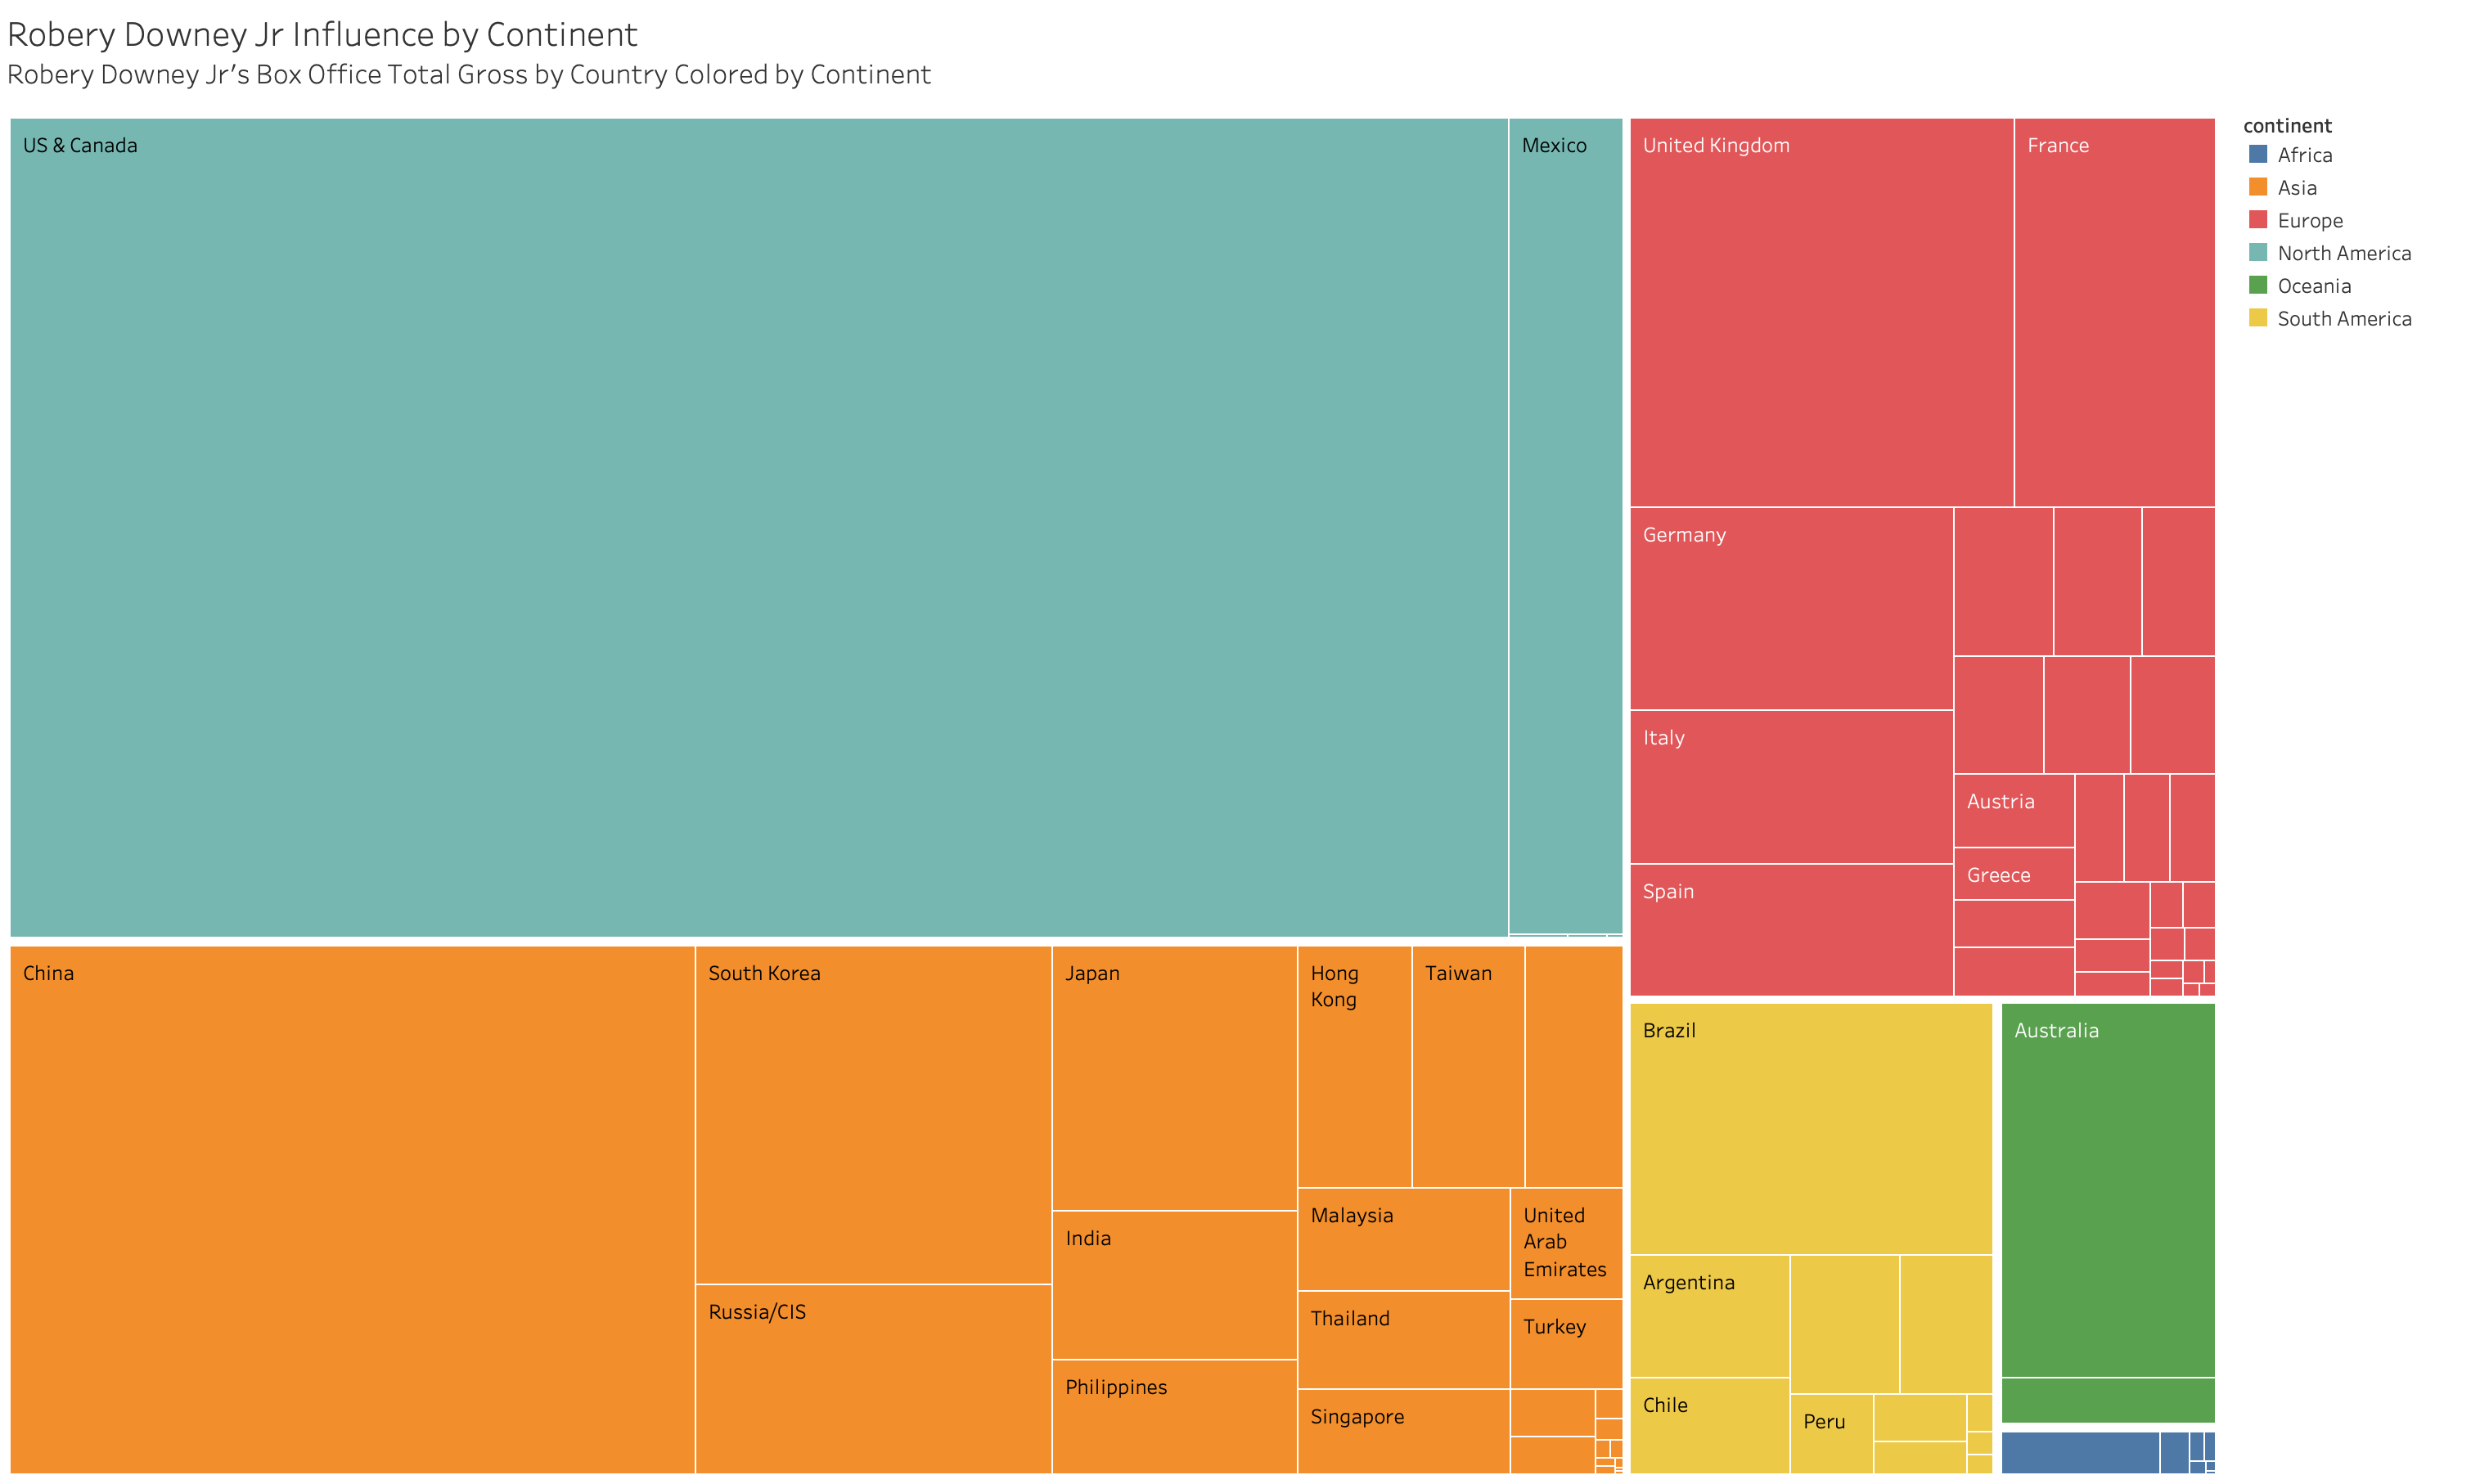 Robery Downey Jr Influence by Continent
Robery Downey Jr's Box Office Total Gross by Country Colored by Continent
US & Canada
Mexico
United Kingdom
France
Germany
Italy
Spain
Austria
Greece
China
South Korea
Russia/CIS
Japan
India
Philippines
Hong
Kong
Taiwan
Malaysia
Thailand
Singapore
United
Arab
Emirates
Turkey
Brazil
Argentina
Chile
Peru
Australia
continent
Africa
Asia
Europe
North America
Oceania
South America